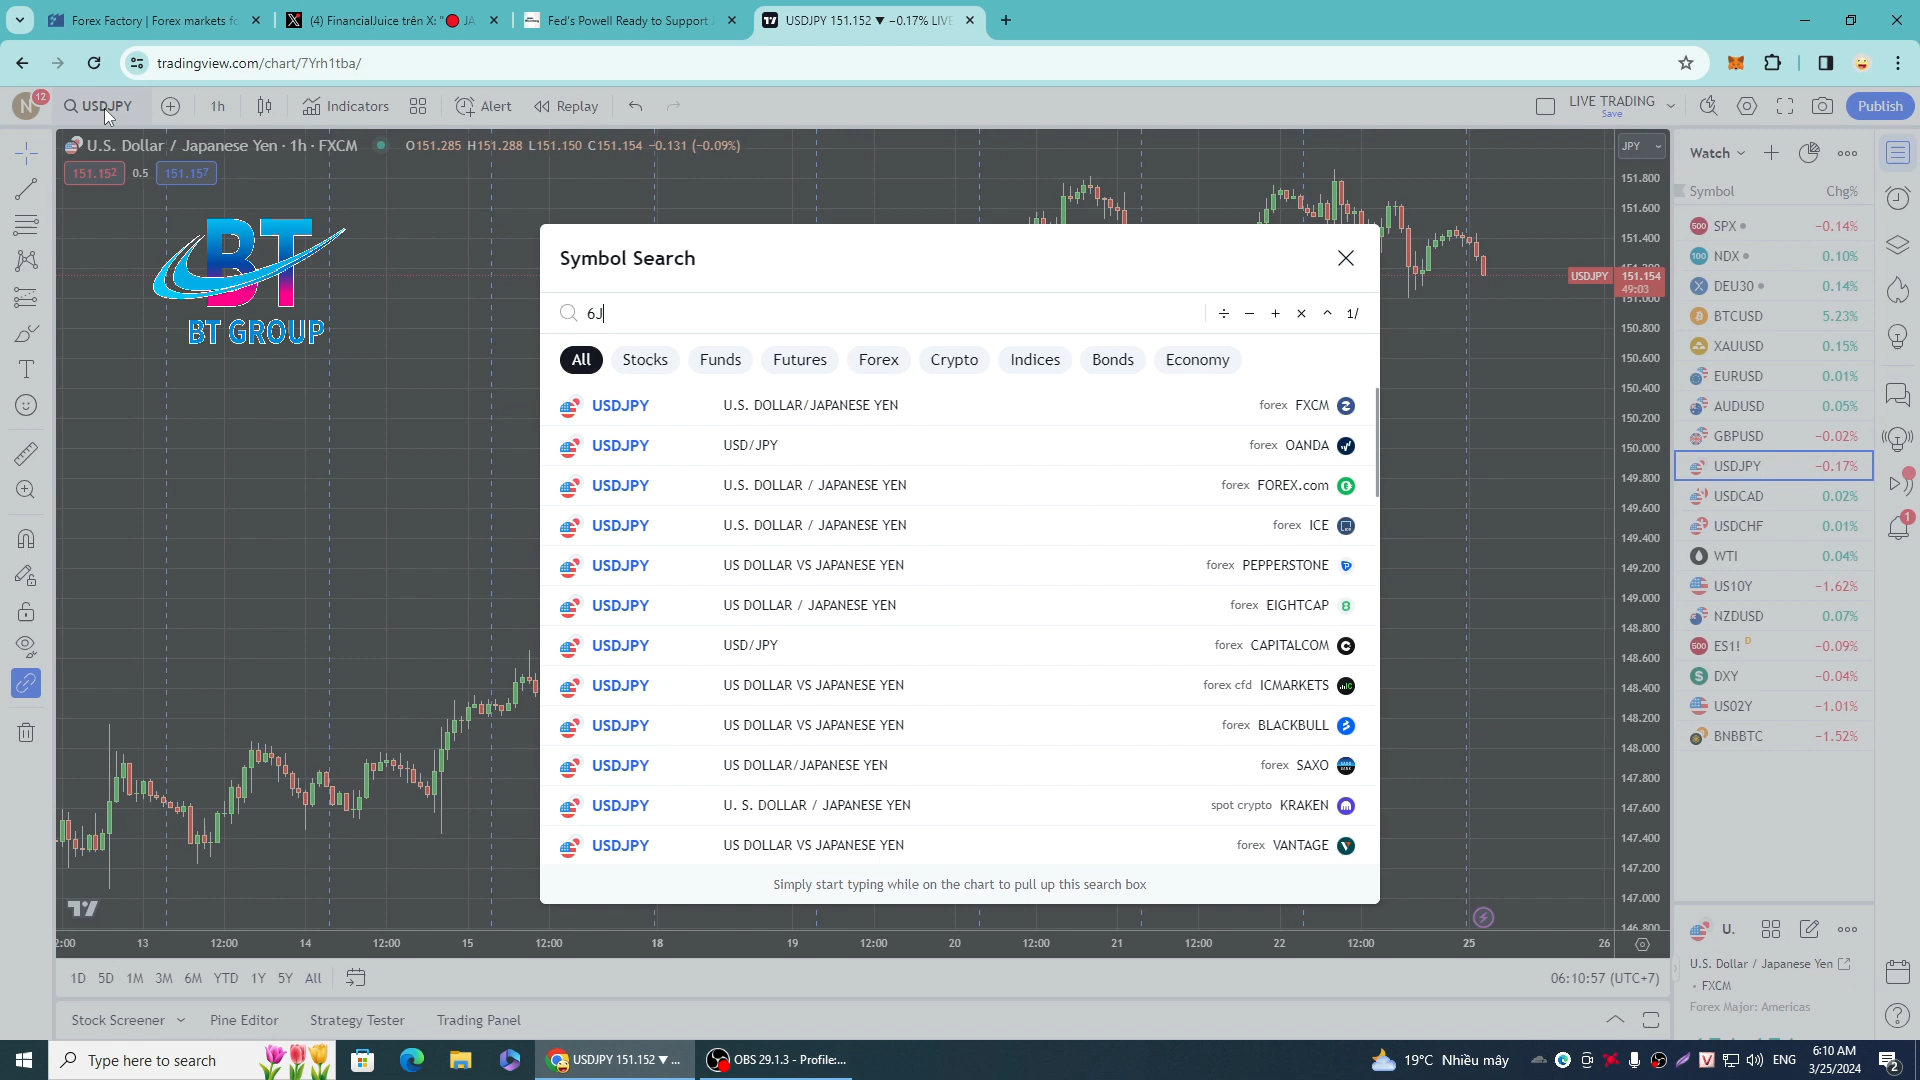 Forex Factory | Forex markets fo
(4) FinancialJuice trên X: "🔴 JA
Fed's Powell Ready to Support J
USDJPY 151.152 ▼ −0.17% LIVE
tradingview.com/chart/7Yrh1tba/
N 12
USDJPY
1h
Indicators
Alert
Replay
LIVE TRADING
Save
Publish
U.S. Dollar / Japanese Yen · 1h · FXCM
O151.285 H151.288 L151.150 C151.154 −0.131 (−0.09%)
151.152 0.5 151.157
BT
BT GROUP
Symbol Search
6J
÷ − + × ^ 1/
All Stocks Funds Futures Forex Crypto Indices Bonds Economy
USDJPY U.S. DOLLAR/JAPANESE YEN forex FXCM
USDJPY USD/JPY forex OANDA
USDJPY U.S. DOLLAR / JAPANESE YEN forex FOREX.com
USDJPY U.S. DOLLAR / JAPANESE YEN forex ICE
USDJPY US DOLLAR VS JAPANESE YEN forex PEPPERSTONE
USDJPY US DOLLAR / JAPANESE YEN forex EIGHTCAP
USDJPY USD/JPY forex CAPITALCOM
USDJPY US DOLLAR VS JAPANESE YEN forex cfd ICMARKETS
USDJPY US DOLLAR VS JAPANESE YEN forex BLACKBULL
USDJPY US DOLLAR/JAPANESE YEN forex SAXO
USDJPY U. S. DOLLAR / JAPANESE YEN spot crypto KRAKEN
USDJPY US DOLLAR VS JAPANESE YEN forex VANTAGE
Simply start typing while on the chart to pull up this search box
JPY
151.800
151.600
151.400
USDJPY 151.154
49:03
151.000
150.800
150.600
150.400
150.200
150.000
149.800
149.600
149.400
149.200
149.000
148.800
148.600
148.400
148.200
148.000
147.800
147.600
147.400
147.200
147.000
146.800
2:00 13 12:00 14 12:00 15 12:00 18 19 12:00 20 12:00 21 12:00 22 12:00 25 26
1D 5D 1M 3M 6M YTD 1Y 5Y All
06:10:57 (UTC+7)
Stock Screener Pine Editor Strategy Tester Trading Panel
Watch
Symbol Chg%
SPX −0.14%
NDX 0.10%
DEU30 0.14%
BTCUSD 5.23%
XAUUSD 0.15%
EURUSD 0.01%
AUDUSD 0.05%
GBPUSD −0.02%
USDJPY −0.17%
USDCAD 0.02%
USDCHF 0.01%
WTI 0.04%
US10Y −1.62%
NZDUSD 0.07%
ES1! D −0.09%
DXY −0.04%
US02Y −1.01%
BNBBTC −1.52%
1
U.
U.S. Dollar / Japanese Yen
• FXCM
Forex Major: Americas
Type here to search
USDJPY 151.152 ▼ ...
OBS 29.1.3 - Profile:...
19°C Nhiều mây
ENG
6:10 AM
3/25/2024
2